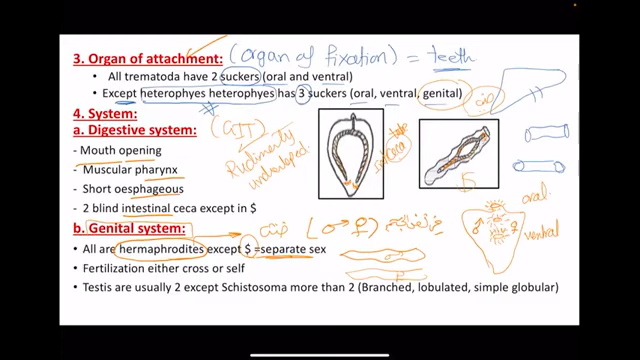 3. Organ of attachment: (organ of fixation) = teeth
• All trematoda have 2 suckers (oral and ventral)
• Except heterophyes heterophyes has 3 suckers (oral, ventral, genital)
4. System:
a. Digestive system: (GIT)
- Mouth opening
Rudimenty
- Muscular pharynx
undeveloped
- Short oesphageous
- 2 blind intestinal ceca except in $
ceca
oral
b. Genital system: خنثى (♂→♀)
♂ ♀
ventral
• All are hermaphrodites except $ =separate sex
• Fertilization either cross or self
• Testis are usually 2 except Schistosoma more than 2 (Branched, lobulated, simple globular)